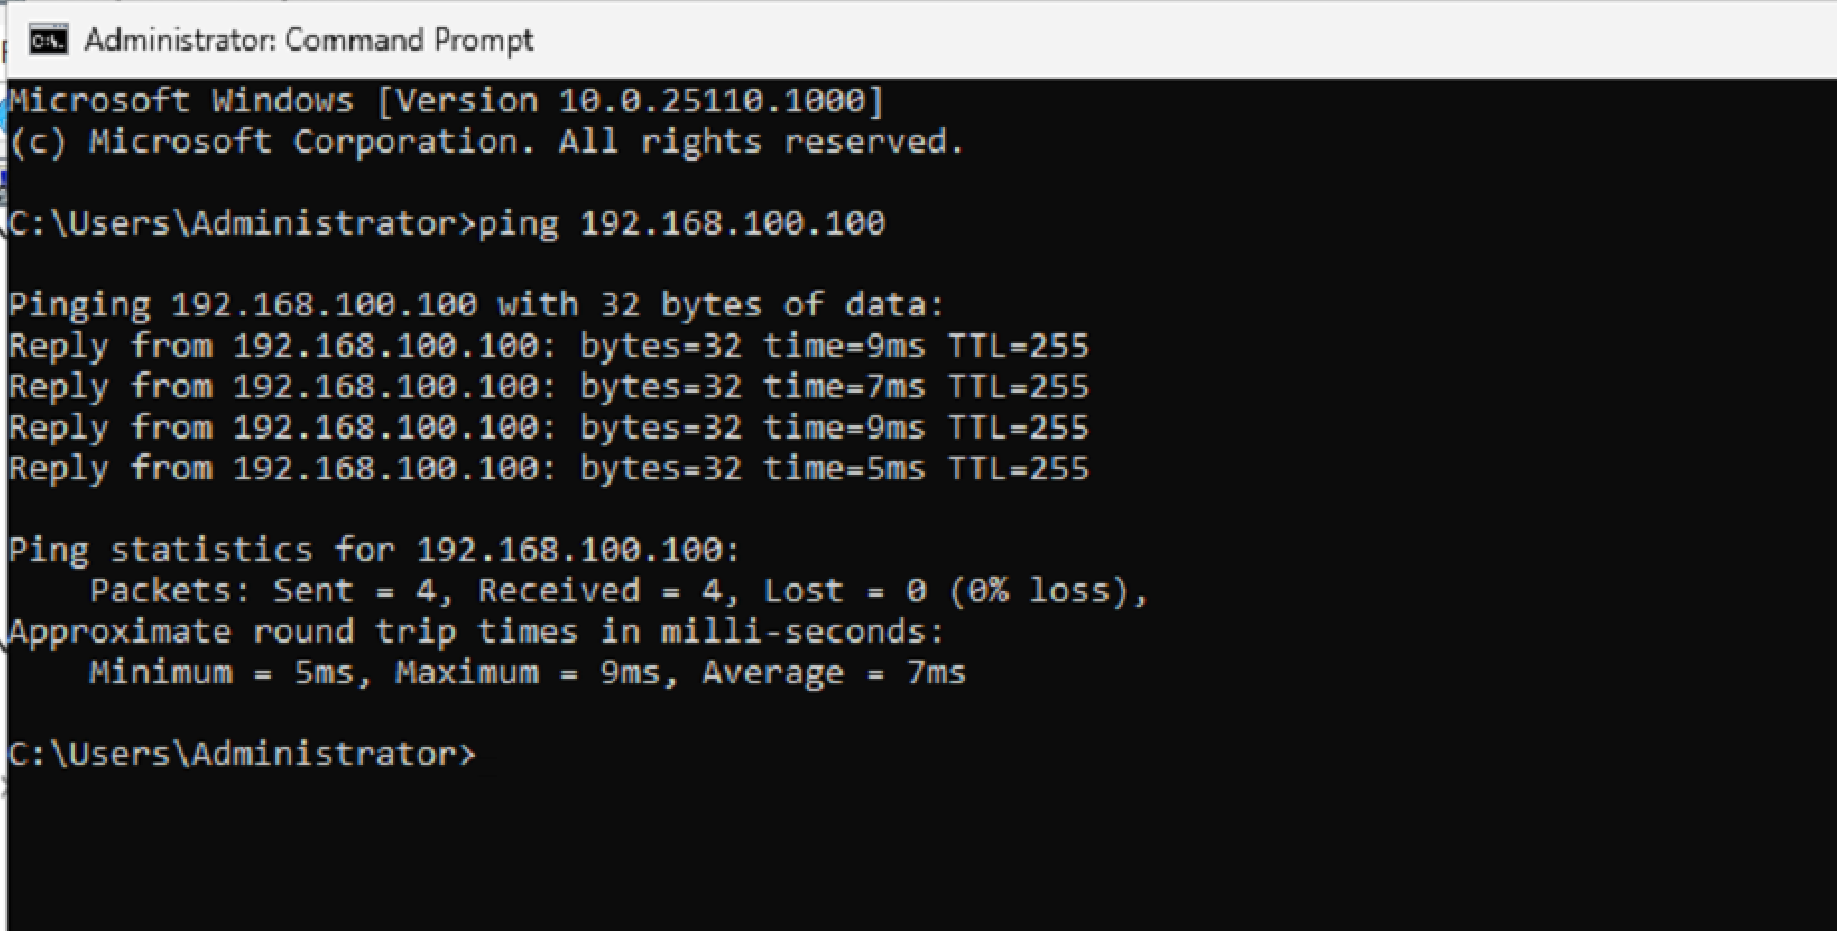 Administrator: Command Prompt
Microsoft Windows [Version 10.0.25110.1000]
(c) Microsoft Corporation. All rights reserved.
C:\Users\Administrator>ping 192.168.100.100
Pinging 192.168.100.100 with 32 bytes of data:
Reply from 192.168.100.100: bytes=32 time=9ms TTL=255
Reply from 192.168.100.100: bytes=32 time=7ms TTL=255
Reply from 192.168.100.100: bytes=32 time=9ms TTL=255
Reply from 192.168.100.100: bytes=32 time=5ms TTL=255
Ping statistics for 192.168.100.100:
    Packets: Sent = 4, Received = 4, Lost = 0 (0% loss),
Approximate round trip times in milli-seconds:
    Minimum = 5ms, Maximum = 9ms, Average = 7ms
C:\Users\Administrator>